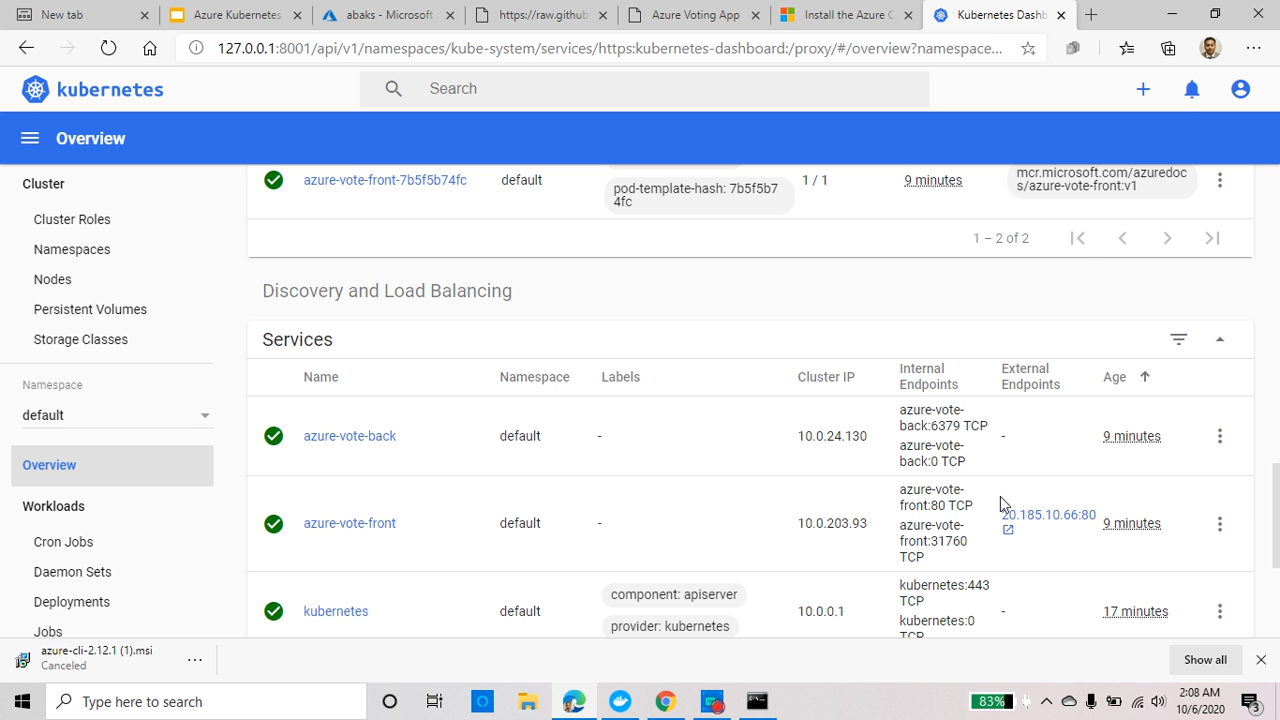 New tab
Azure Kubernetes
abaks - Microsoft
https://raw.github
Azure Voting App
Install the Azure C
Kubernetes Dashb
127.0.0.1:8001/api/v1/namespaces/kube-system/services/https:kubernetes-dashboard:/proxy/#/overview?namespace...
kubernetes
Search
Overview
Cluster
Cluster Roles
Namespaces
Nodes
Persistent Volumes
Storage Classes
Namespace
default
Overview
Workloads
Cron Jobs
Daemon Sets
Deployments
Jobs
azure-vote-front-7b5f5b74fc
default
pod-template-hash: 7b5f5b7
4fc
1 / 1
9 minutes
mcr.microsoft.com/azuredoc
s/azure-vote-front:v1
1 – 2 of 2
Discovery and Load Balancing
Services
Name
Namespace
Labels
Cluster IP
Internal
Endpoints
External
Endpoints
Age
azure-vote-back
default
-
10.0.24.130
azure-vote-
back:6379 TCP
azure-vote-
back:0 TCP
-
9 minutes
azure-vote-front
default
-
10.0.203.93
azure-vote-
front:80 TCP
azure-vote-
front:31760
TCP
20.185.10.66:80
9 minutes
kubernetes
default
component: apiserver
provider: kubernetes
10.0.0.1
kubernetes:443
TCP
kubernetes:0
TCP
-
17 minutes
azure-cli-2.12.1 (1).msi
Canceled
Show all
Type here to search
83%
2:08 AM
10/6/2020
3